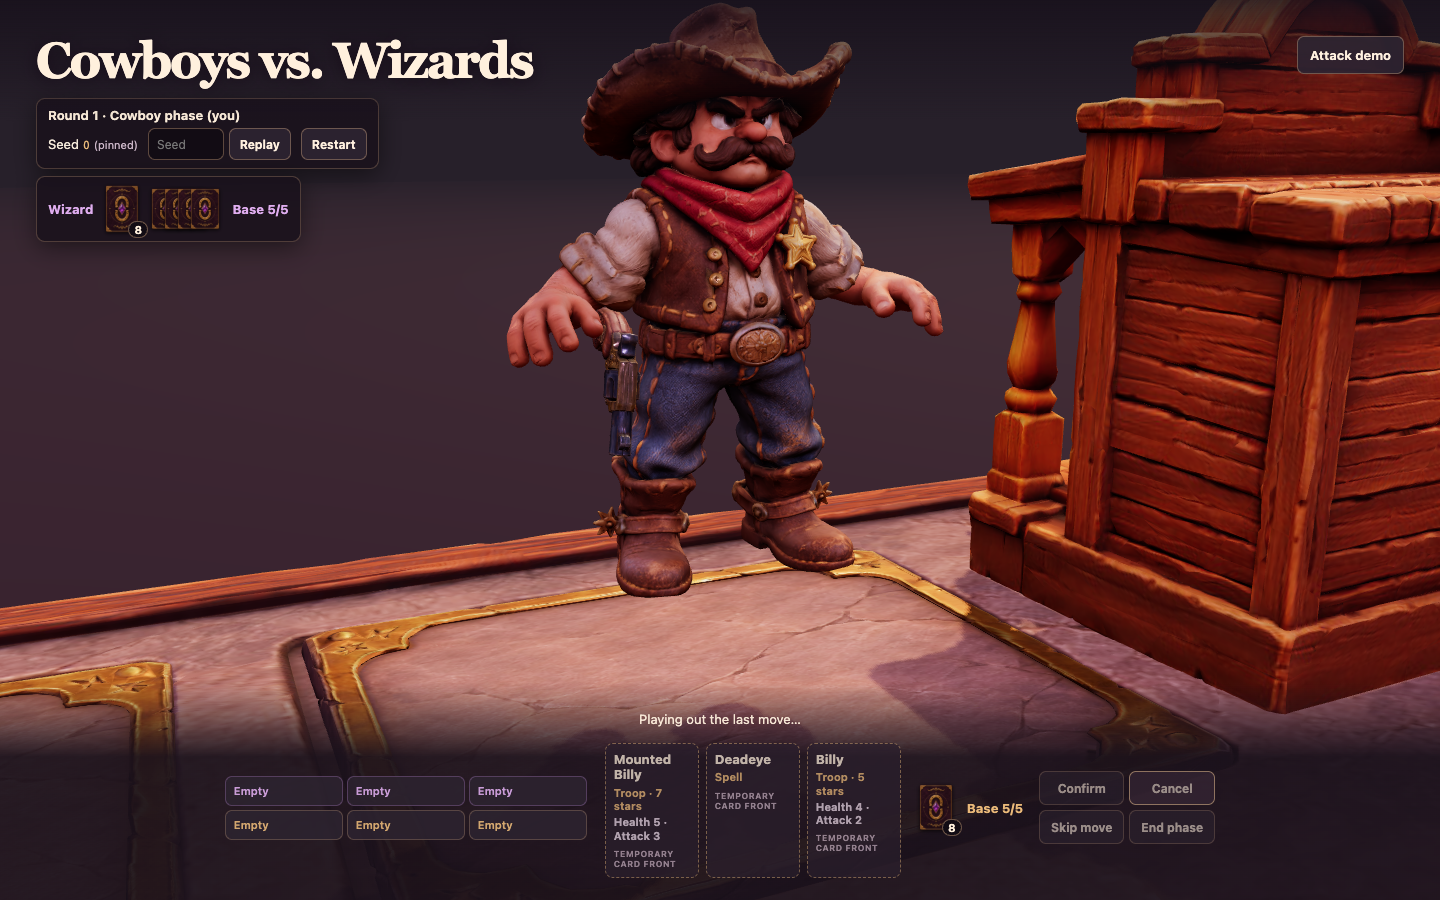 Cowboys vs. Wizards
Attack demo
Round 1 · Cowboy phase (you)
Seed 0 (pinned) Seed Replay Restart
Wizard 8 Base 5/5
Playing out the last move...
Empty Empty Empty
Empty Empty Empty
Mounted
Billy
Troop · 7
stars
Health 5 ·
Attack 3
TEMPORARY
CARD FRONT
Deadeye
Spell
TEMPORARY
CARD FRONT
Billy
Troop · 5
stars
Health 4 ·
Attack 2
TEMPORARY
CARD FRONT
8 Base 5/5
Confirm Cancel
Skip move End phase